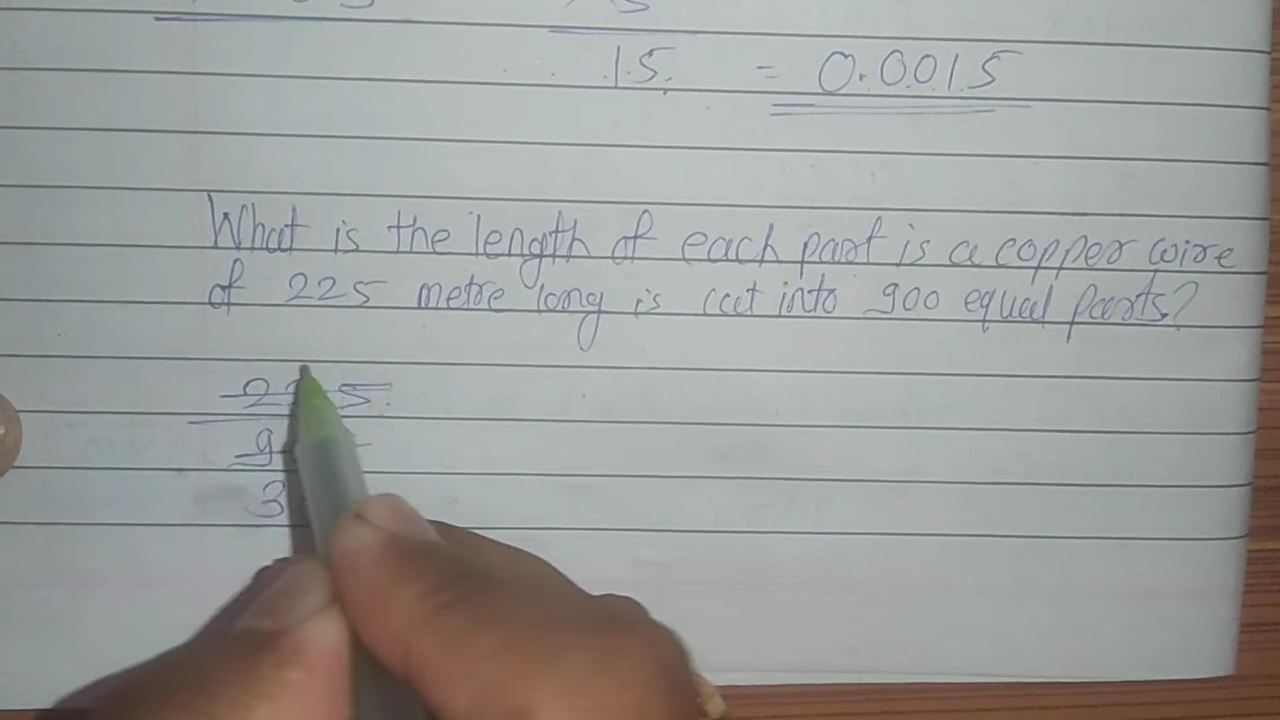 15 = 0.0015
What is the length of each part is a copper wire
of 225 metre long is cut into 900 equal parts?